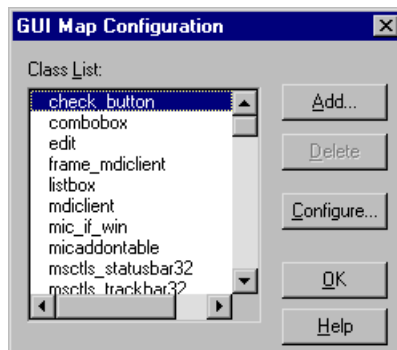 GUI Map Configuration
Class List:
check_button
combobox
edit
frame_mdiclient
listbox
mdiclient
mic_if_win
micaddontable
msctls_statusbar32
msctls_trackbar32
Add...
Delete
Configure...
OK
Help